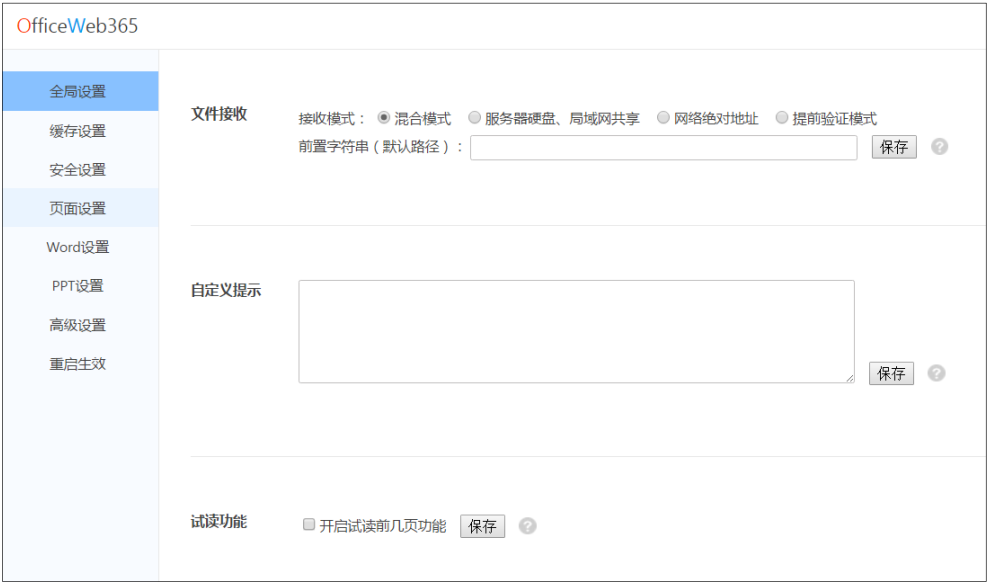 OfficeWeb365
全局设置
缓存设置
安全设置
页面设置
Word设置
PPT设置
高级设置
重启生效
文件接收
接收模式： 混合模式 服务器硬盘、局域网共享 网络绝对地址 提前验证模式
前置字符串（默认路径）： 保存 ?
自定义提示
保存 ?
试读功能
开启试读前几页功能 保存 ?